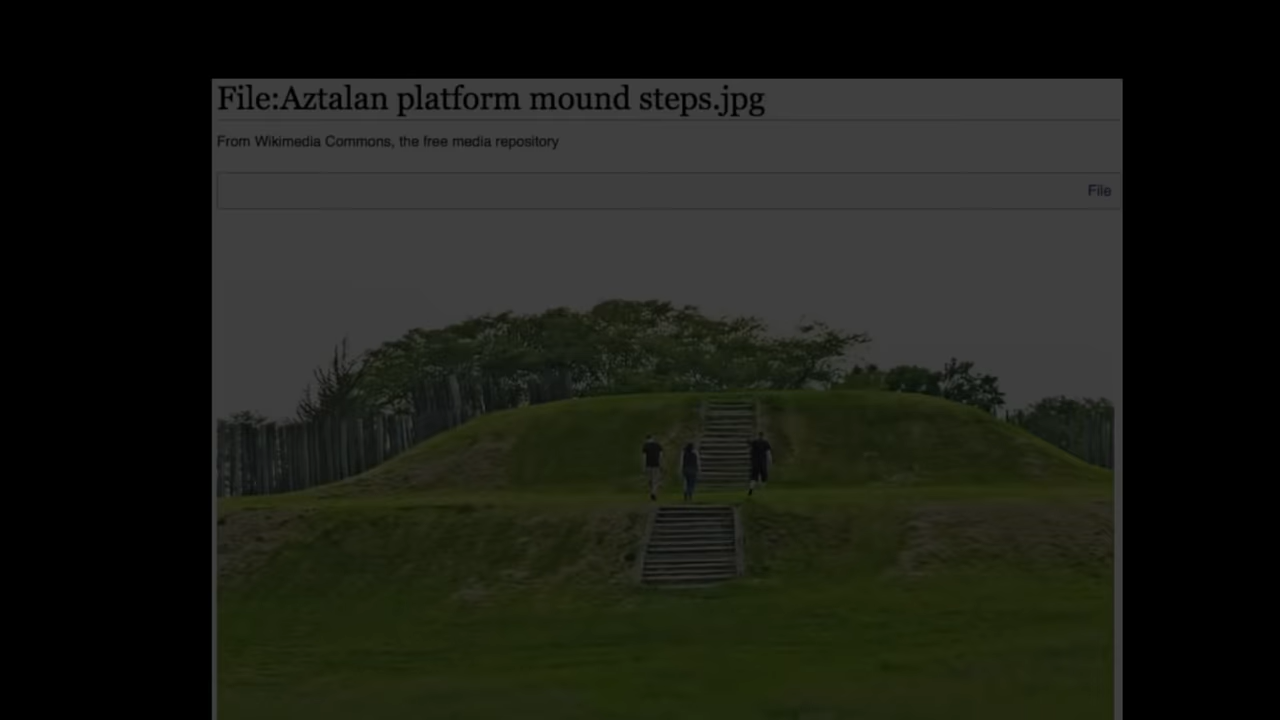 File:Aztalan platform mound steps.jpg
From Wikimedia Commons, the free media repository
File